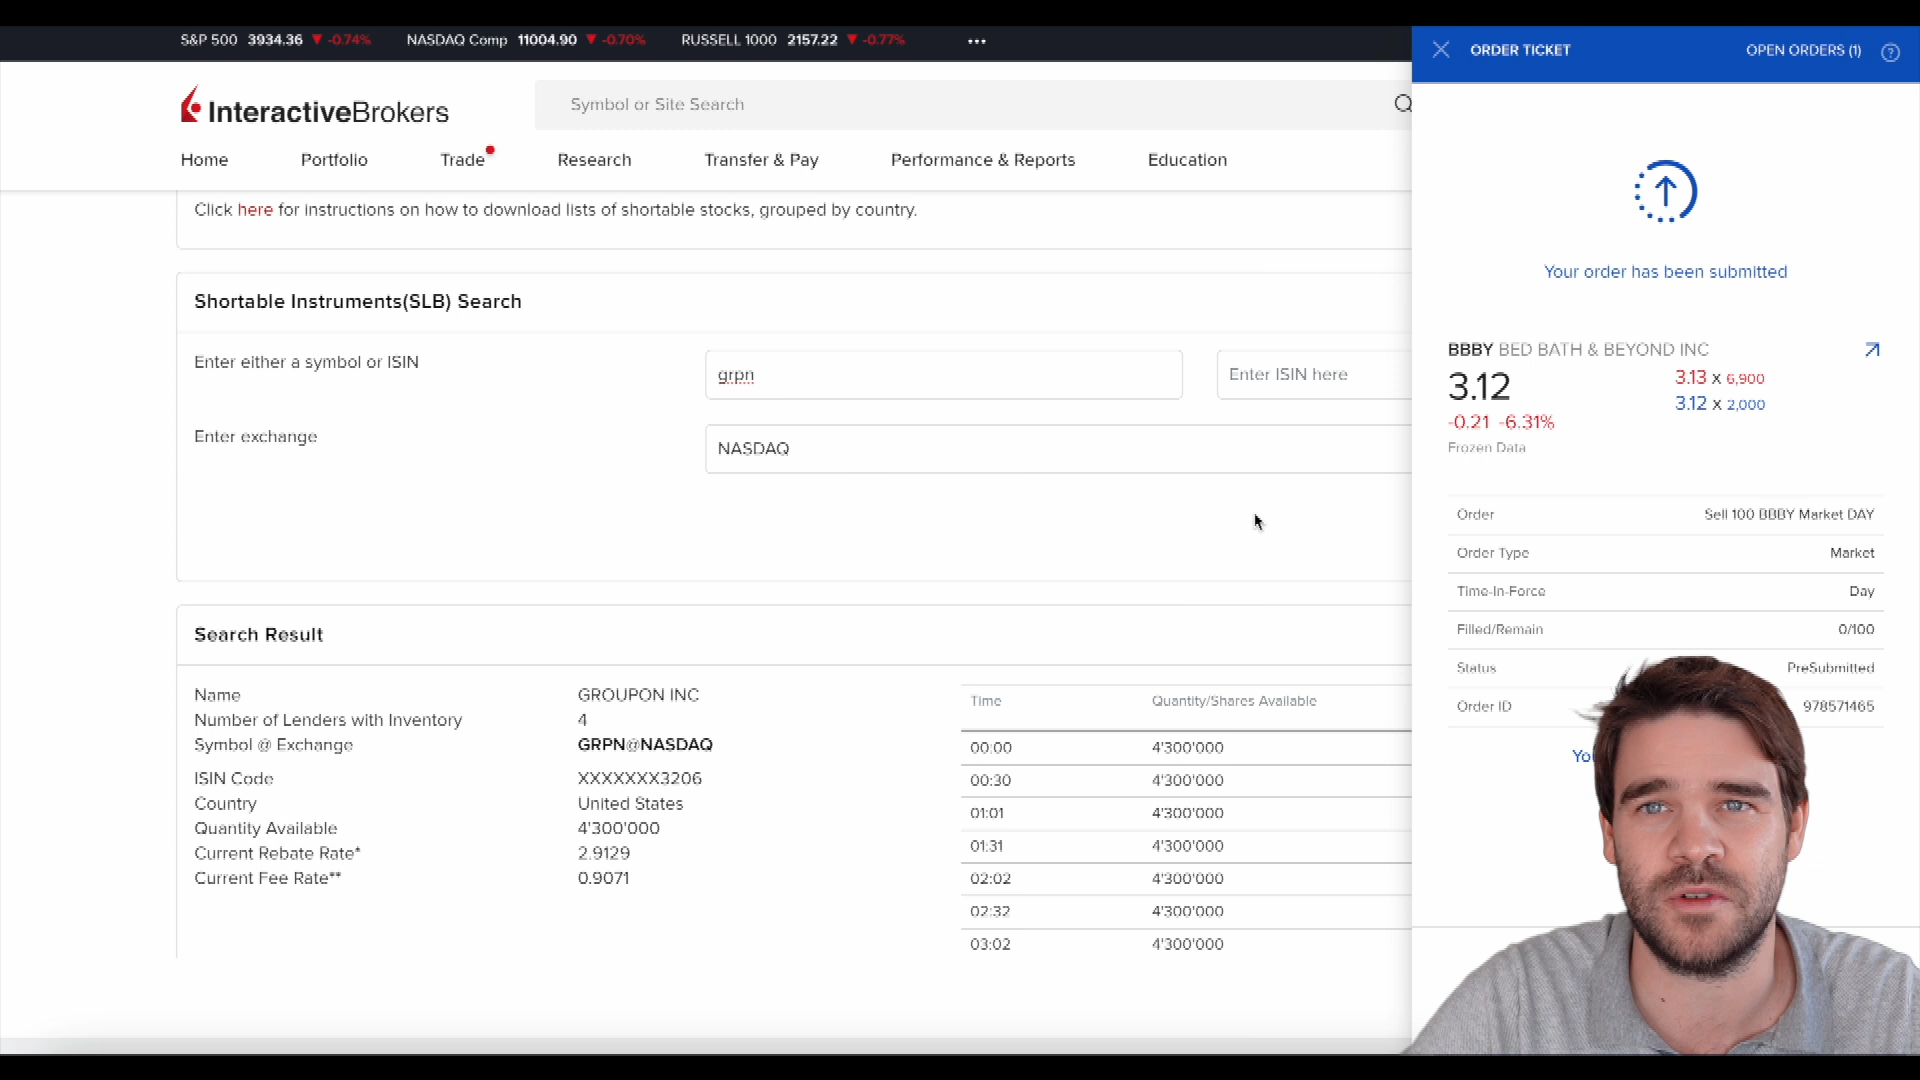 S&P 500 3934.36 ▼ -0.74% NASDAQ Comp 11004.90 ▼ -0.70% RUSSELL 1000 2157.22 ▼ -0.77% •••
InteractiveBrokers
Symbol or Site Search
Home Portfolio Trade Research Transfer & Pay Performance & Reports Education
Click here for instructions on how to download lists of shortable stocks, grouped by country.
Shortable Instruments(SLB) Search
Enter either a symbol or ISIN
grpn
Enter ISIN here
Enter exchange
NASDAQ
Search Result
Name GROUPON INC
Number of Lenders with Inventory 4
Symbol @ Exchange GRPN@NASDAQ
ISIN Code XXXXXXX3206
Country United States
Quantity Available 4'300'000
Current Rebate Rate* 2.9129
Current Fee Rate** 0.9071
Time Quantity/Shares Available
00:00 4'300'000
00:30 4'300'000
01:01 4'300'000
01:31 4'300'000
02:02 4'300'000
02:32 4'300'000
03:02 4'300'000
ORDER TICKET OPEN ORDERS (1) ?
Your order has been submitted
BBBY BED BATH & BEYOND INC
3.12
3.13 x 6,900
3.12 x 2,000
-0.21 -6.31%
Frozen Data
Order Sell 100 BBBY Market DAY
Order Type Market
Time-In-Force Day
Filled/Remain 0/100
Status PreSubmitted
Order ID 978571465